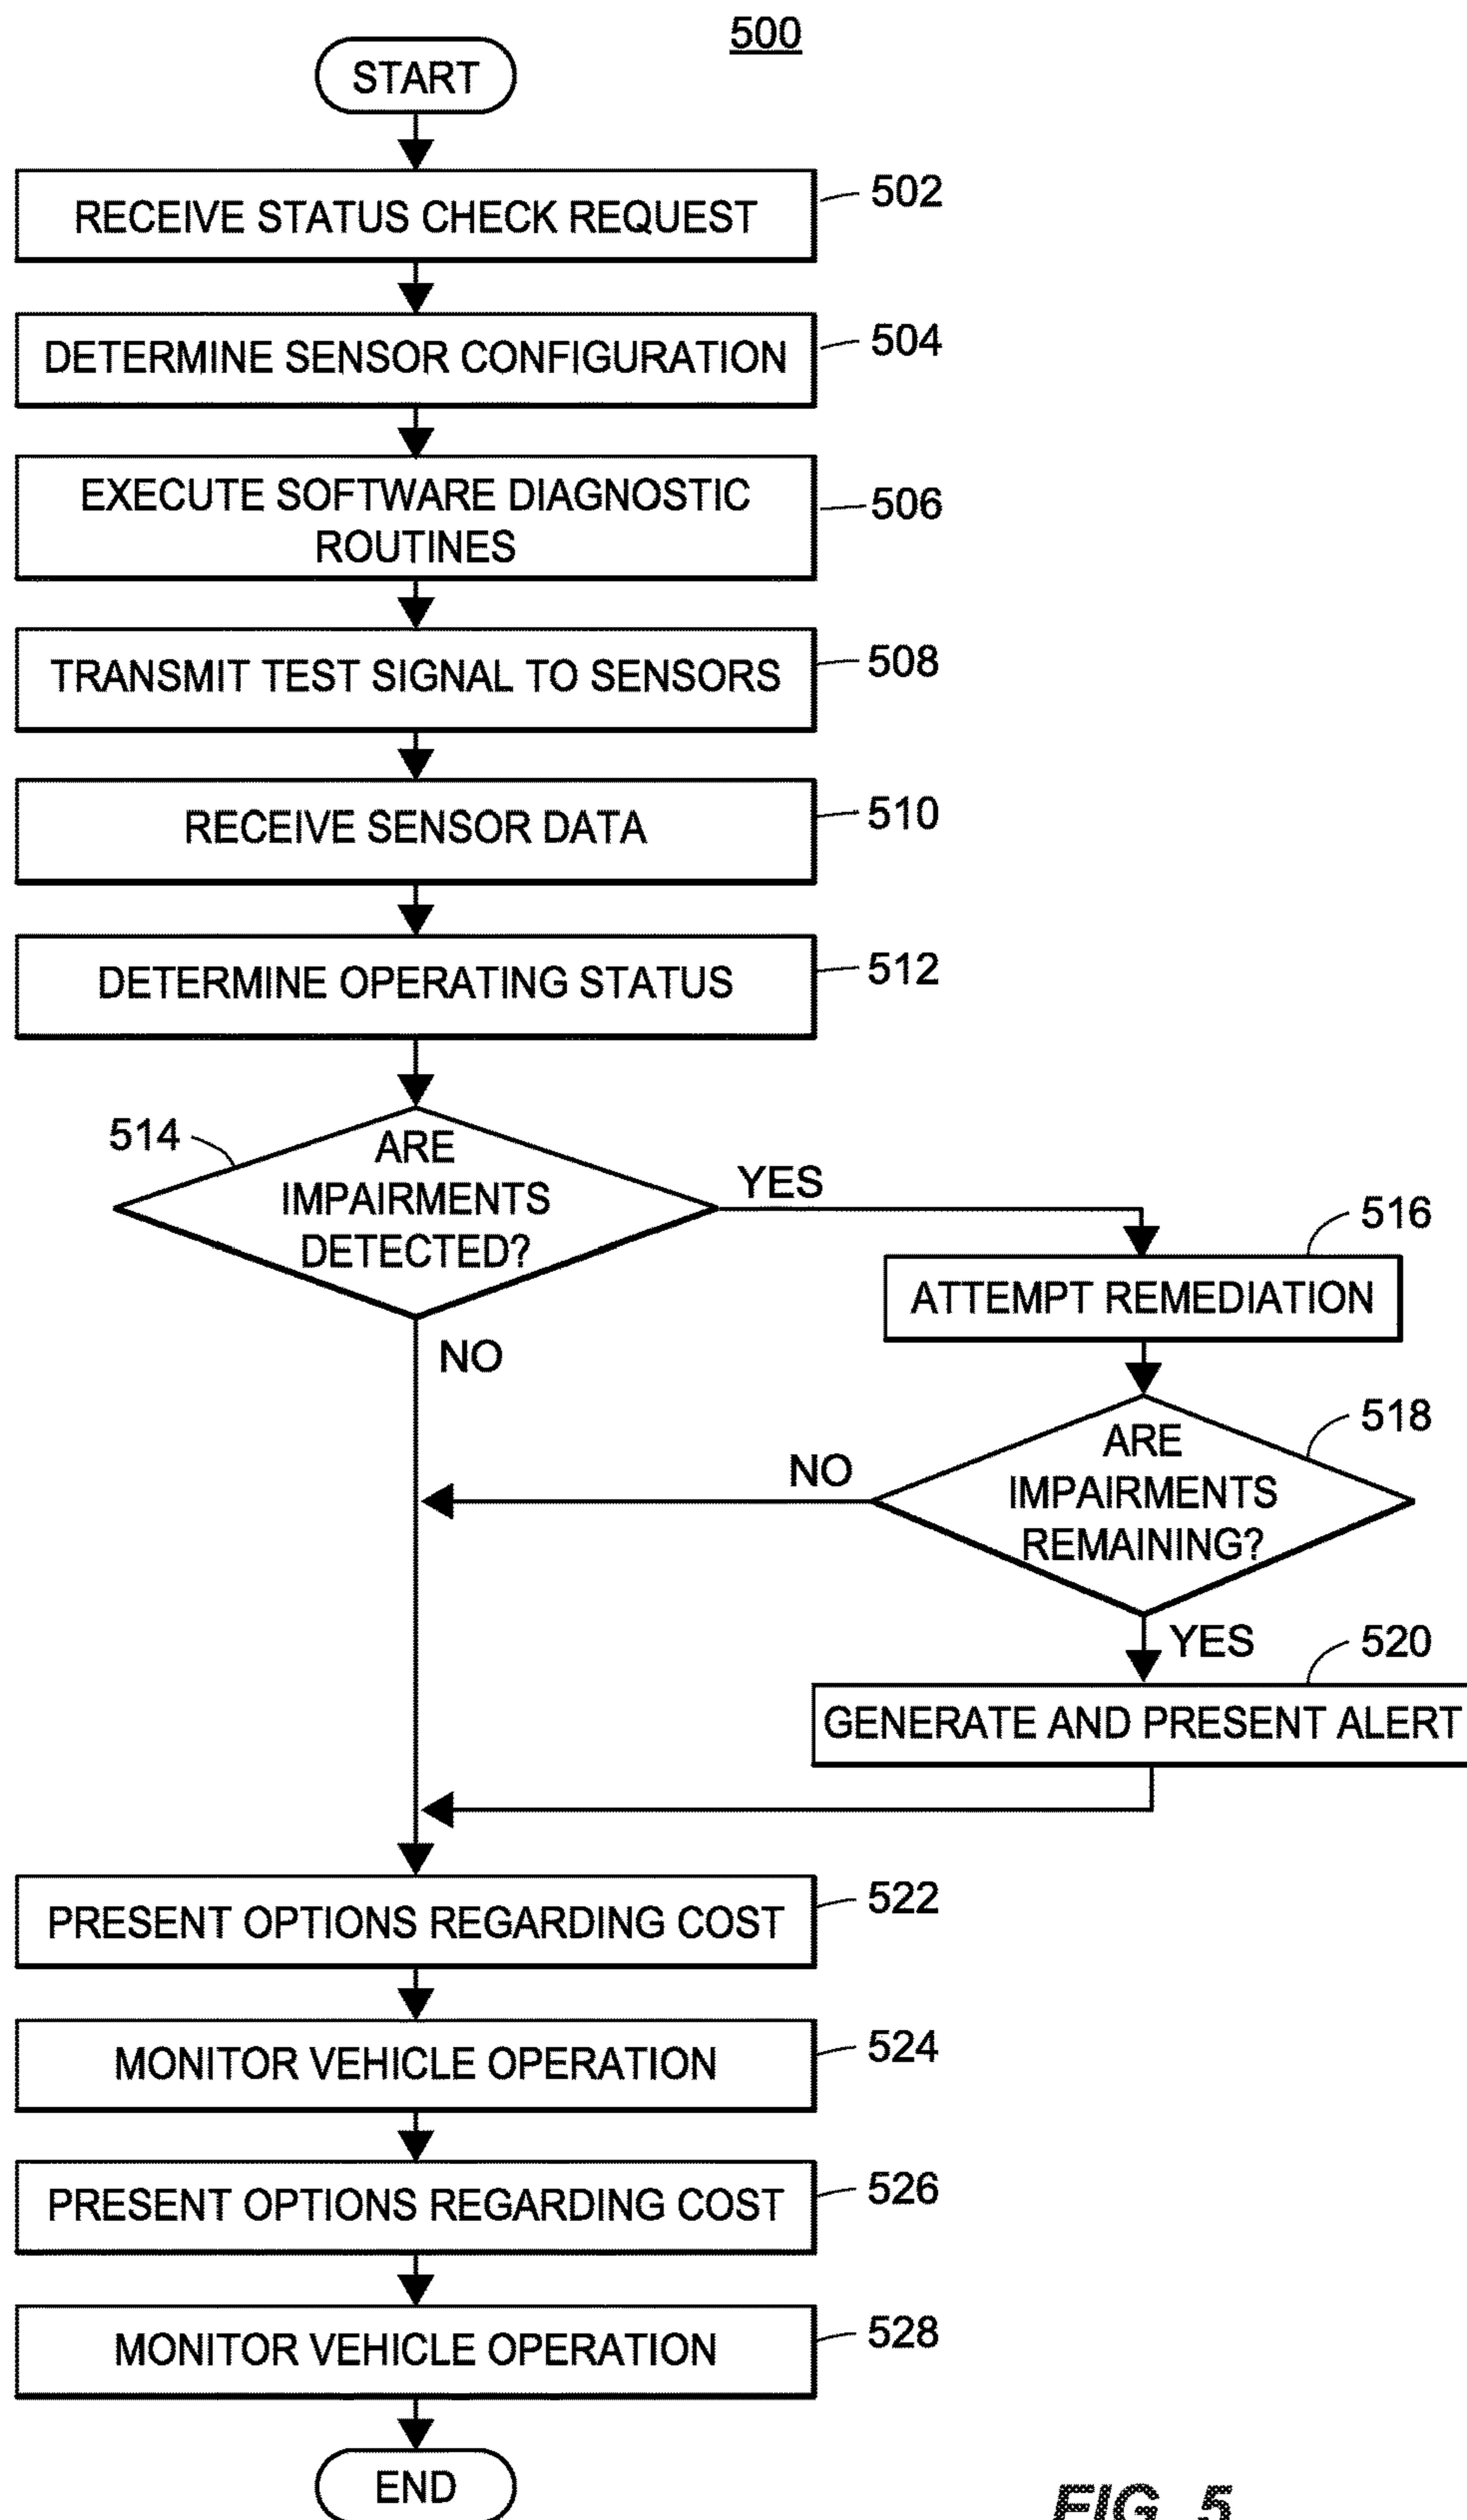 500
START
RECEIVE STATUS CHECK REQUEST
502
DETERMINE SENSOR CONFIGURATION
504
EXECUTE SOFTWARE DIAGNOSTIC
ROUTINES
506
TRANSMIT TEST SIGNAL TO SENSORS
508
RECEIVE SENSOR DATA
510
DETERMINE OPERATING STATUS
512
514
ARE
IMPAIRMENTS
DETECTED?
YES
NO
516
ATTEMPT REMEDIATION
518
ARE
IMPAIRMENTS
REMAINING?
NO
YES
520
GENERATE AND PRESENT ALERT
PRESENT OPTIONS REGARDING COST
522
MONITOR VEHICLE OPERATION
524
PRESENT OPTIONS REGARDING COST
526
MONITOR VEHICLE OPERATION
528
END
FIG. 5